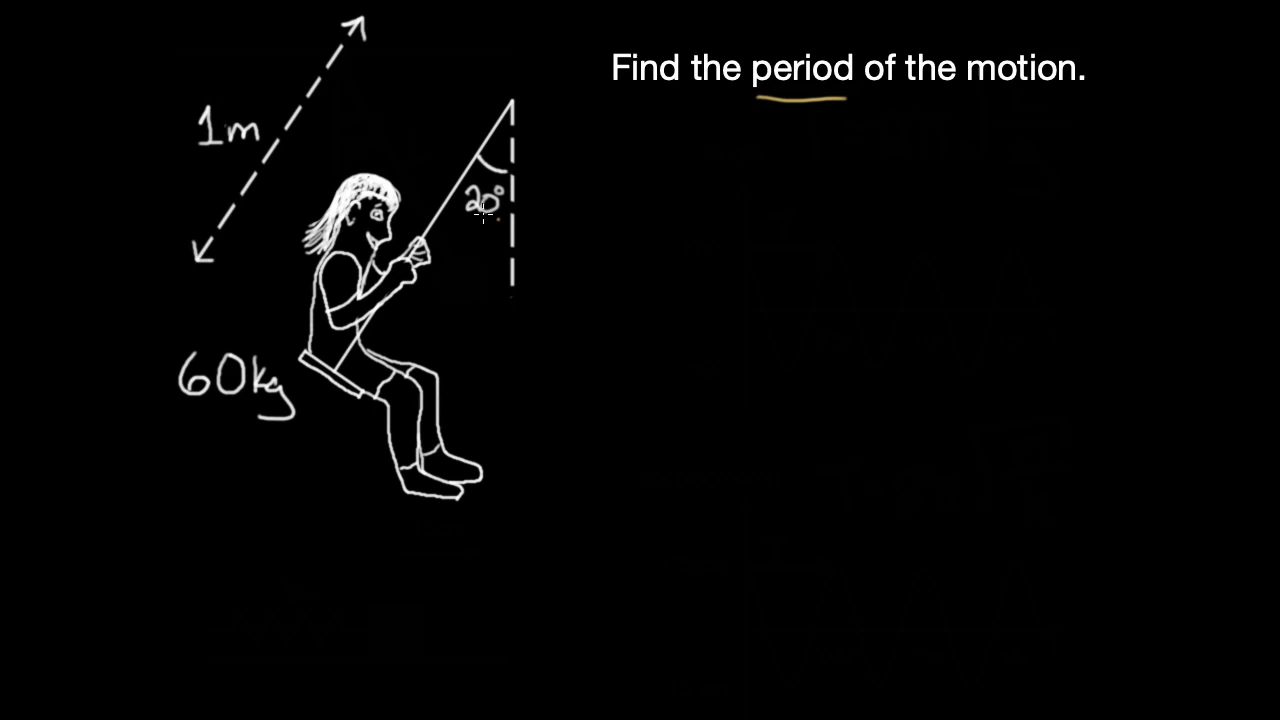 Find the period of the motion.
1m
20°
60kg